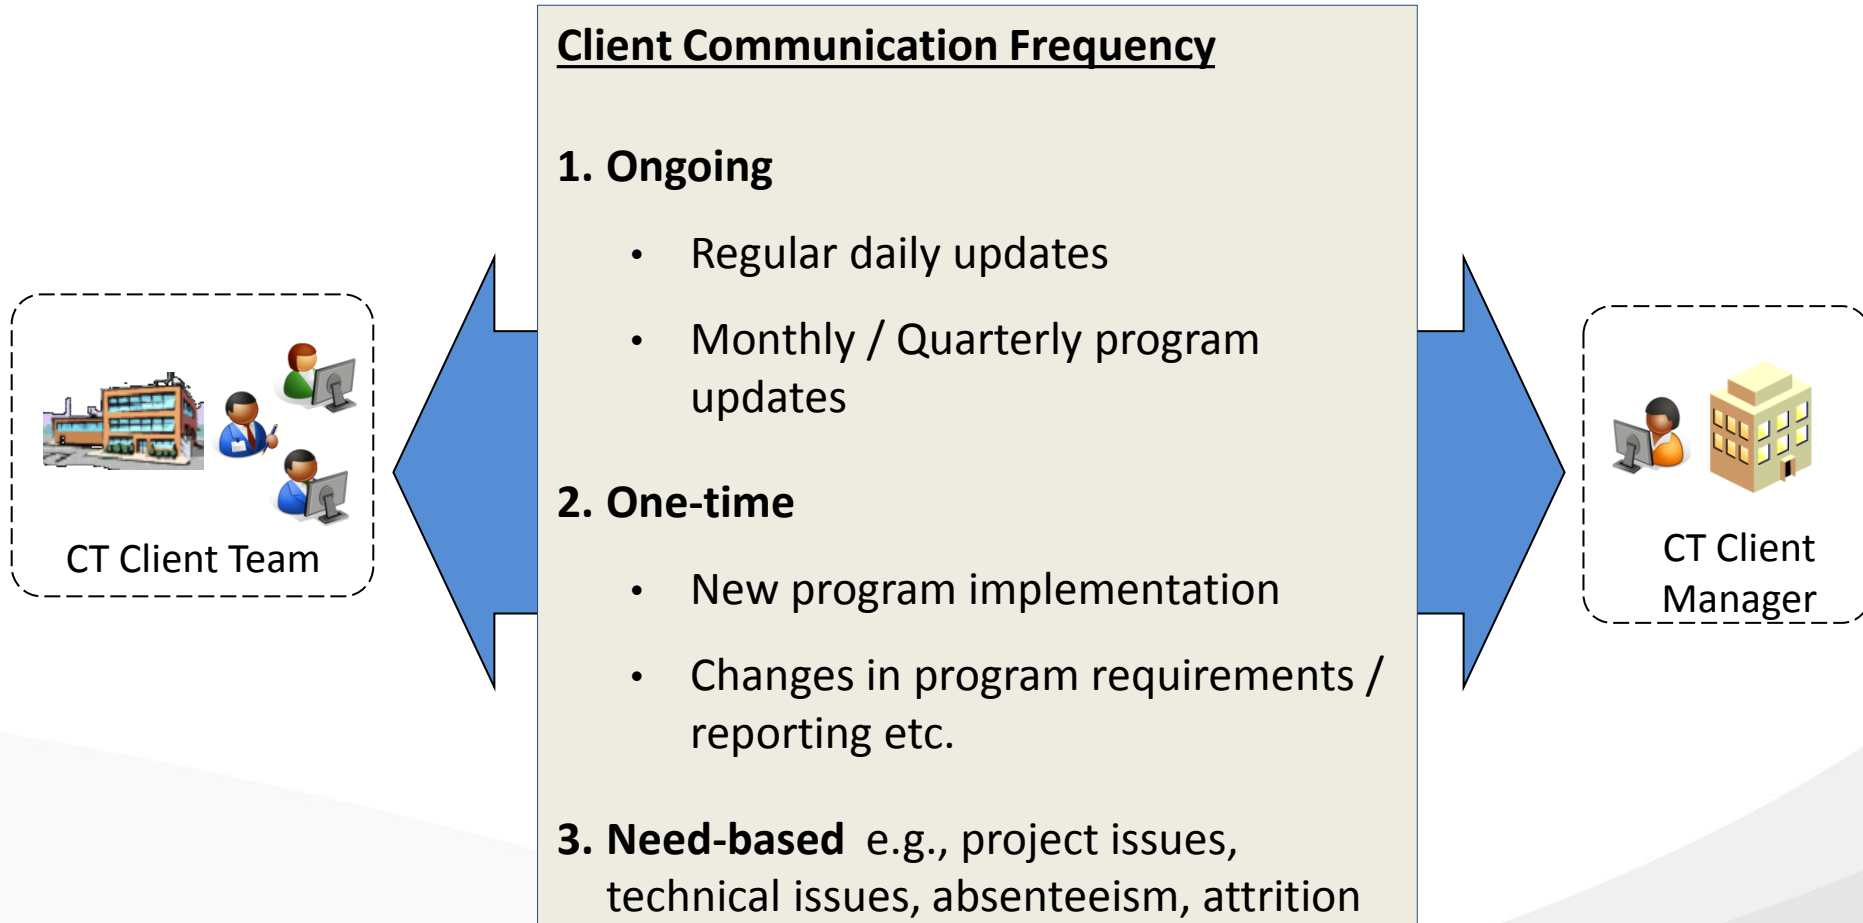 Client Communication Frequency
1. Ongoing
• Regular daily updates
• Monthly / Quarterly program
updates
2. One-time
• New program implementation
• Changes in program requirements /
reporting etc.
3. Need-based e.g., project issues,
technical issues, absenteeism, attrition
CT Client Team
CT Client
Manager